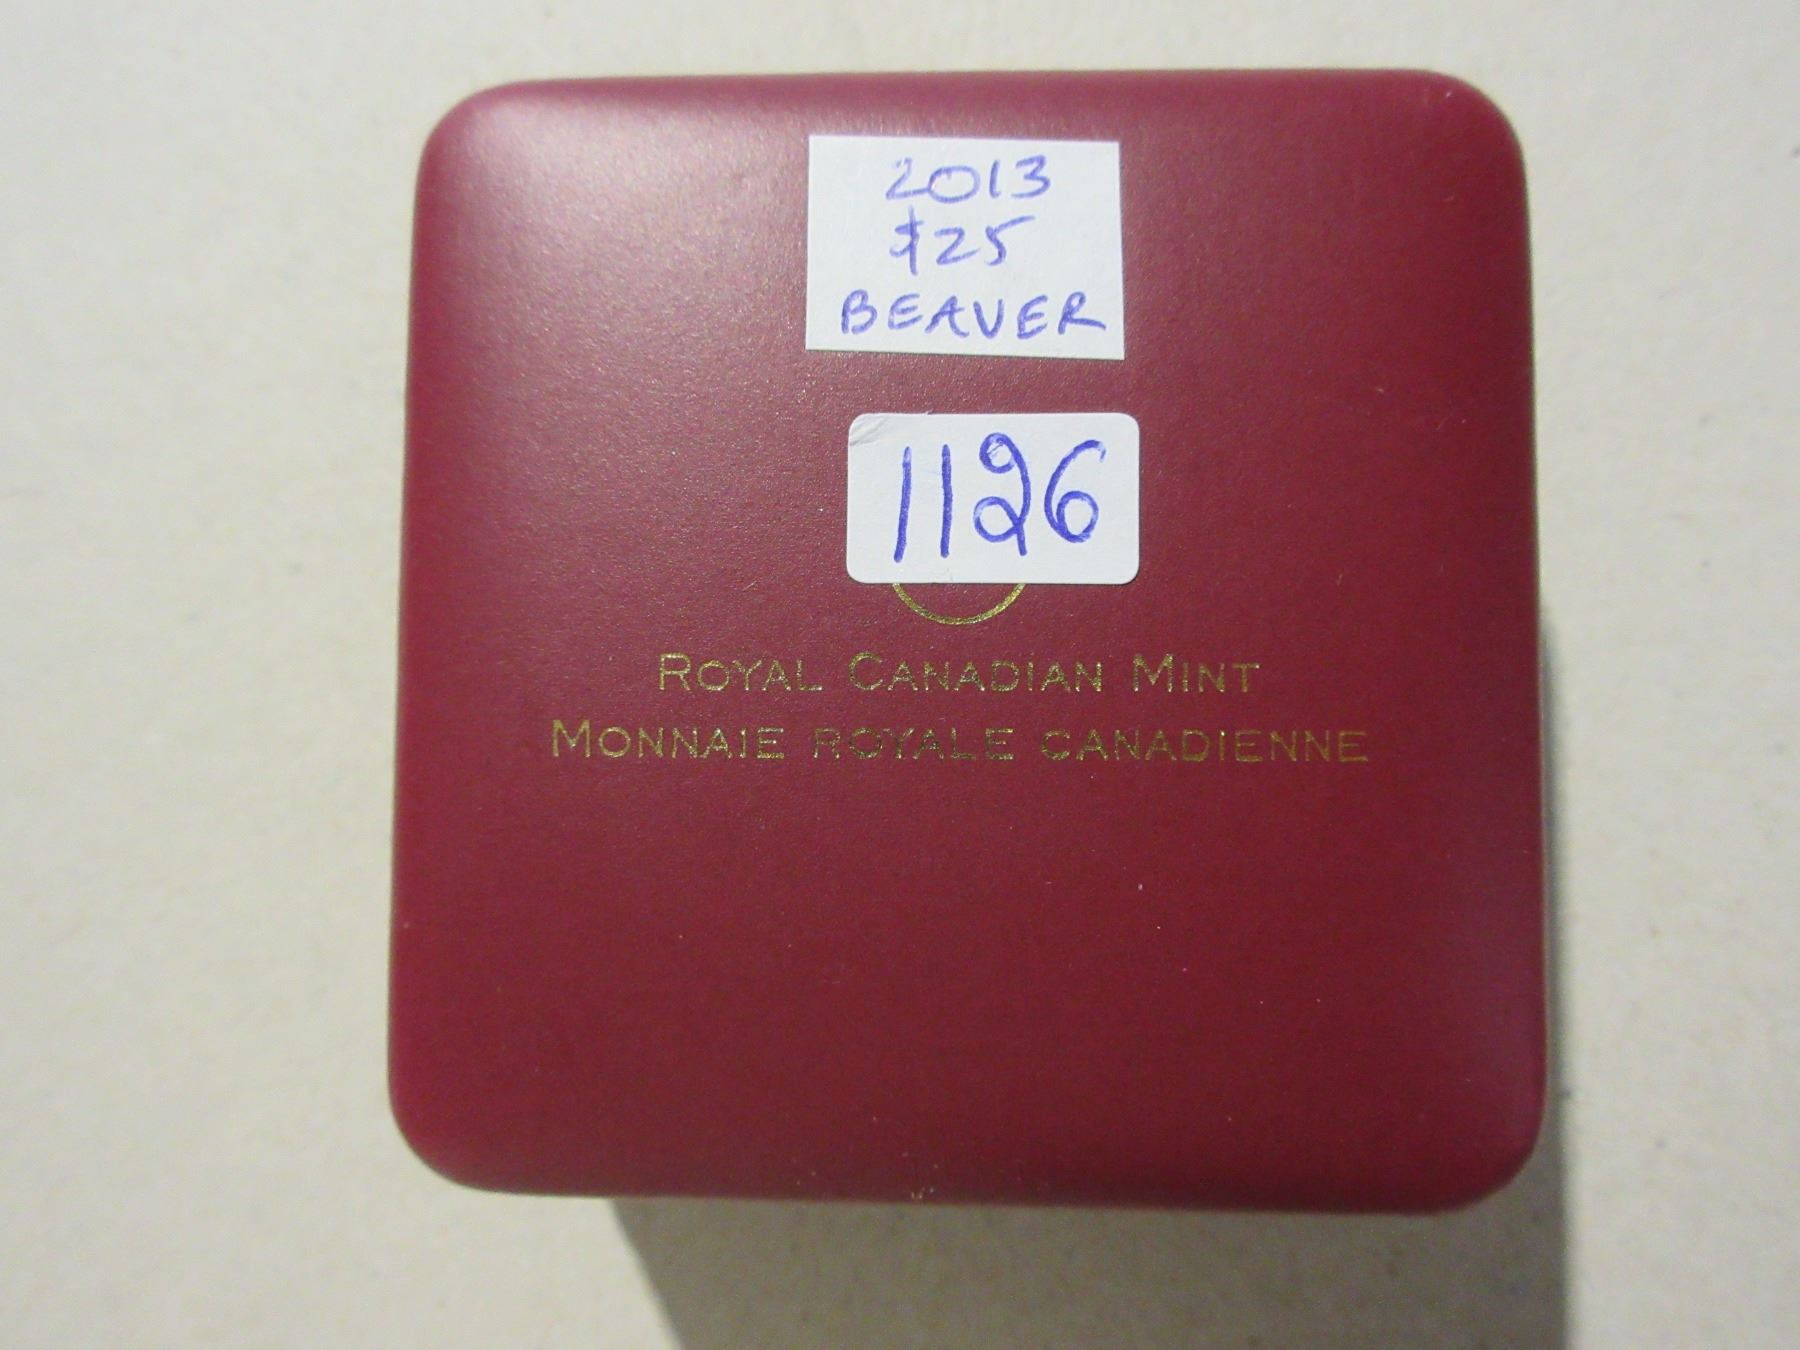 2013
$25
BEAVER
1126
ROYAL CANADIAN MINT
MONNAIE ROYALE CANADIENNE